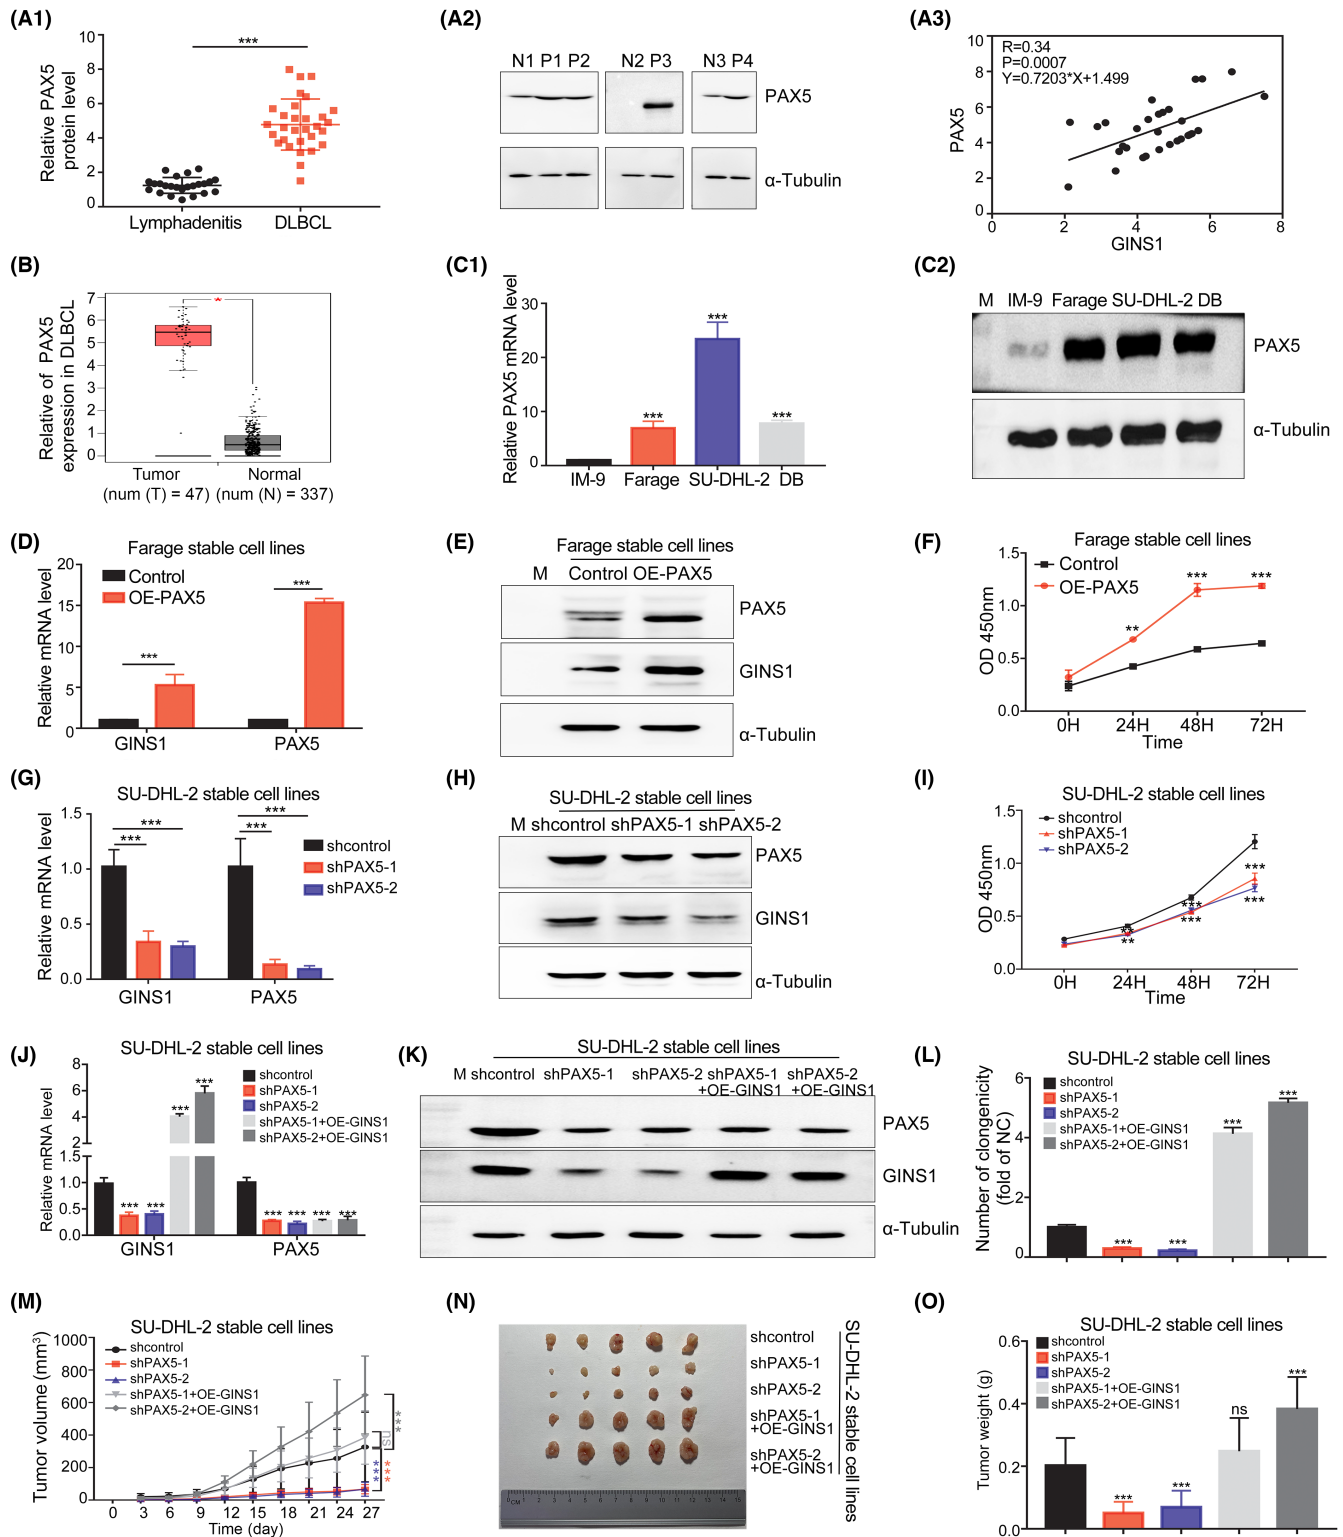 (A1)
Relative PAX5
protein level
10
8
6
4
2
0
***
Lymphadenitis
DLBCL
(A2)
N1 P1 P2
N2 P3
N3 P4
PAX5
α-Tubulin
(A3)
R=0.34
P=0.0007
Y=0.7203*X+1.499
PAX5
10
8
6
4
2
0
0
2
4
6
8
GINS1
(B)
Relative of PAX5
expression in DLBCL
7
6
5
4
3
2
1
0
*
Tumor
Normal
(num (T) = 47)
(num (N) = 337)
(C1)
Relative PAX5 mRNA level
30
20
10
0
***
***
***
IM-9
Farage
SU-DHL-2
DB
(C2)
M
IM-9
Farage
SU-DHL-2
DB
PAX5
α-Tubulin
(D)
Farage stable cell lines
Relative mRNA level
20
15
10
5
0
Control
OE-PAX5
***
***
GINS1
PAX5
(E)
Farage stable cell lines
M
Control OE-PAX5
PAX5
GINS1
α-Tubulin
(F)
Farage stable cell lines
OD 450nm
1.5
1.0
0.5
0.0
Control
OE-PAX5
**
***
***
0H
24H
48H
72H
Time
(G)
SU-DHL-2 stable cell lines
Relative mRNA level
1.5
1.0
0.5
0.0
***
***
***
***
shcontrol
shPAX5-1
shPAX5-2
GINS1
PAX5
(H)
SU-DHL-2 stable cell lines
M shcontrol shPAX5-1 shPAX5-2
PAX5
GINS1
α-Tubulin
(I)
SU-DHL-2 stable cell lines
OD 450nm
1.5
1.0
0.5
0.0
shcontrol
shPAX5-1
shPAX5-2
**
**
***
***
***
***
0H
24H
48H
72H
Time
(J)
SU-DHL-2 stable cell lines
Relative mRNA level
8
6
4
2
1.5
1.0
0.5
0.0
shcontrol
shPAX5-1
shPAX5-2
shPAX5-1+OE-GINS1
shPAX5-2+OE-GINS1
***
***
***
***
***
***
***
***
GINS1
PAX5
(K)
SU-DHL-2 stable cell lines
M shcontrol shPAX5-1 shPAX5-2 shPAX5-1 shPAX5-2
+OE-GINS1 +OE-GINS1
PAX5
GINS1
α-Tubulin
(L)
SU-DHL-2 stable cell lines
Number of clongenicity
(fold of NC)
6
4
2
0
shcontrol
shPAX5-1
shPAX5-2
shPAX5-1+OE-GINS1
shPAX5-2+OE-GINS1
***
***
***
***
(M)
SU-DHL-2 stable cell lines
Tumor volume (mm³)
1000
800
600
400
200
0
shcontrol
shPAX5-1
shPAX5-2
shPAX5-1+OE-GINS1
shPAX5-2+OE-GINS1
***
ns
***
***
0
3
6
9
12
15
18
21
24
27
Time (day)
(N)
shcontrol
shPAX5-1
shPAX5-2
shPAX5-1
+OE-GINS1
shPAX5-2
+OE-GINS1
SU-DHL-2 stable cell lines
(O)
SU-DHL-2 stable cell lines
Tumor weight (g)
0.6
0.4
0.2
0.0
shcontrol
shPAX5-1
shPAX5-2
shPAX5-1+OE-GINS1
shPAX5-2+OE-GINS1
***
***
ns
***